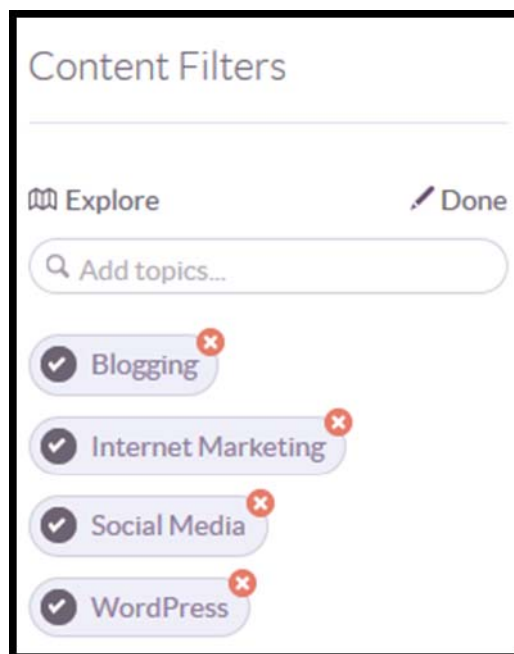 Content Filters
Explore Done
Add topics...
Blogging
Internet Marketing
Social Media
WordPress